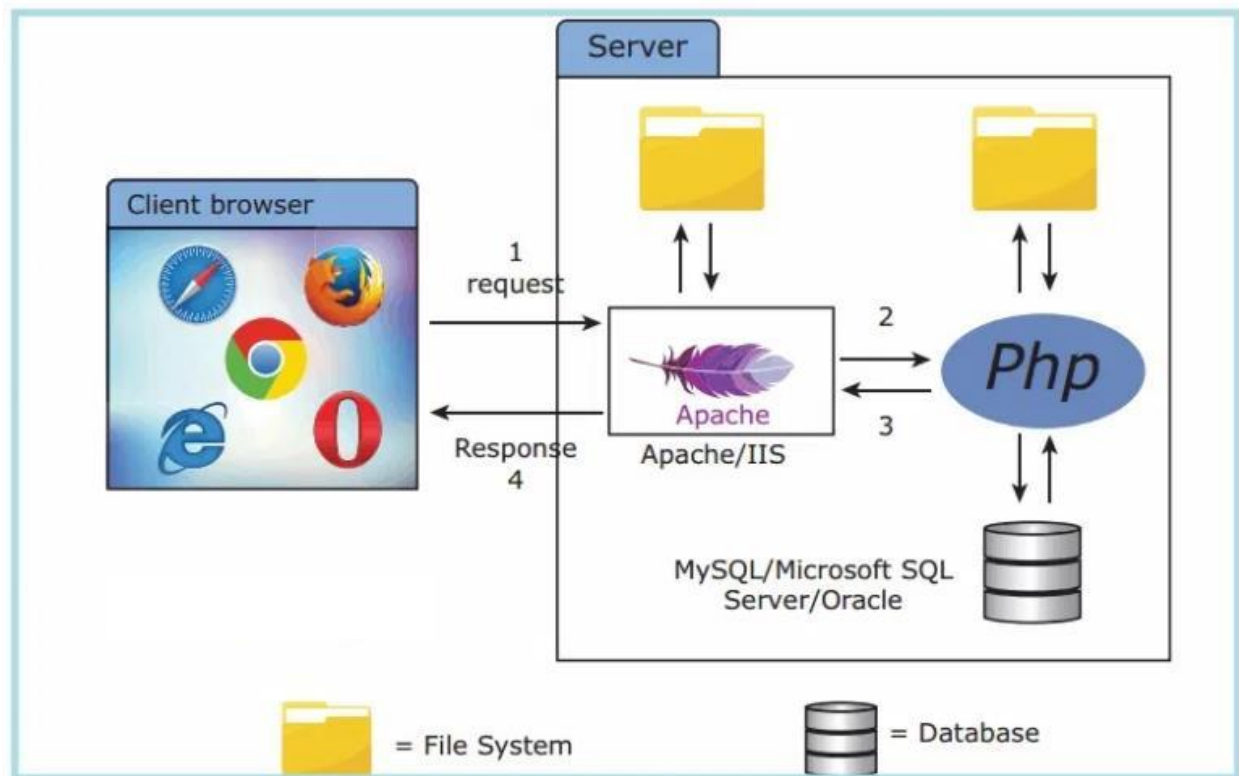 Server
Client browser
1
request
2
Php
3
Apache
Apache/IIS
Response
4
MySQL/Microsoft SQL
Server/Oracle
= File System
= Database